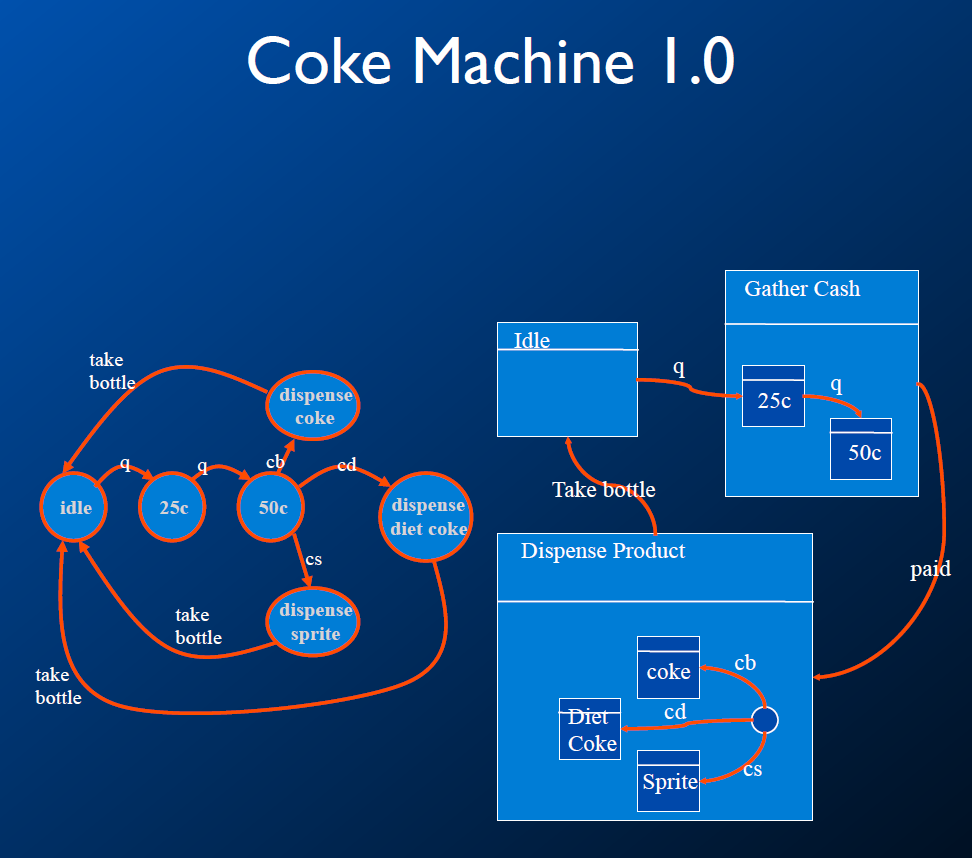 Coke Machine 1.0
take
bottle
dispense
coke
q
q
cb
cd
idle
25c
50c
dispense
diet coke
cs
dispense
sprite
take
bottle
take
bottle
Idle
q
Gather Cash
25c
q
50c
Take bottle
paid
Dispense Product
coke
cb
Diet
Coke
cd
Sprite
cs